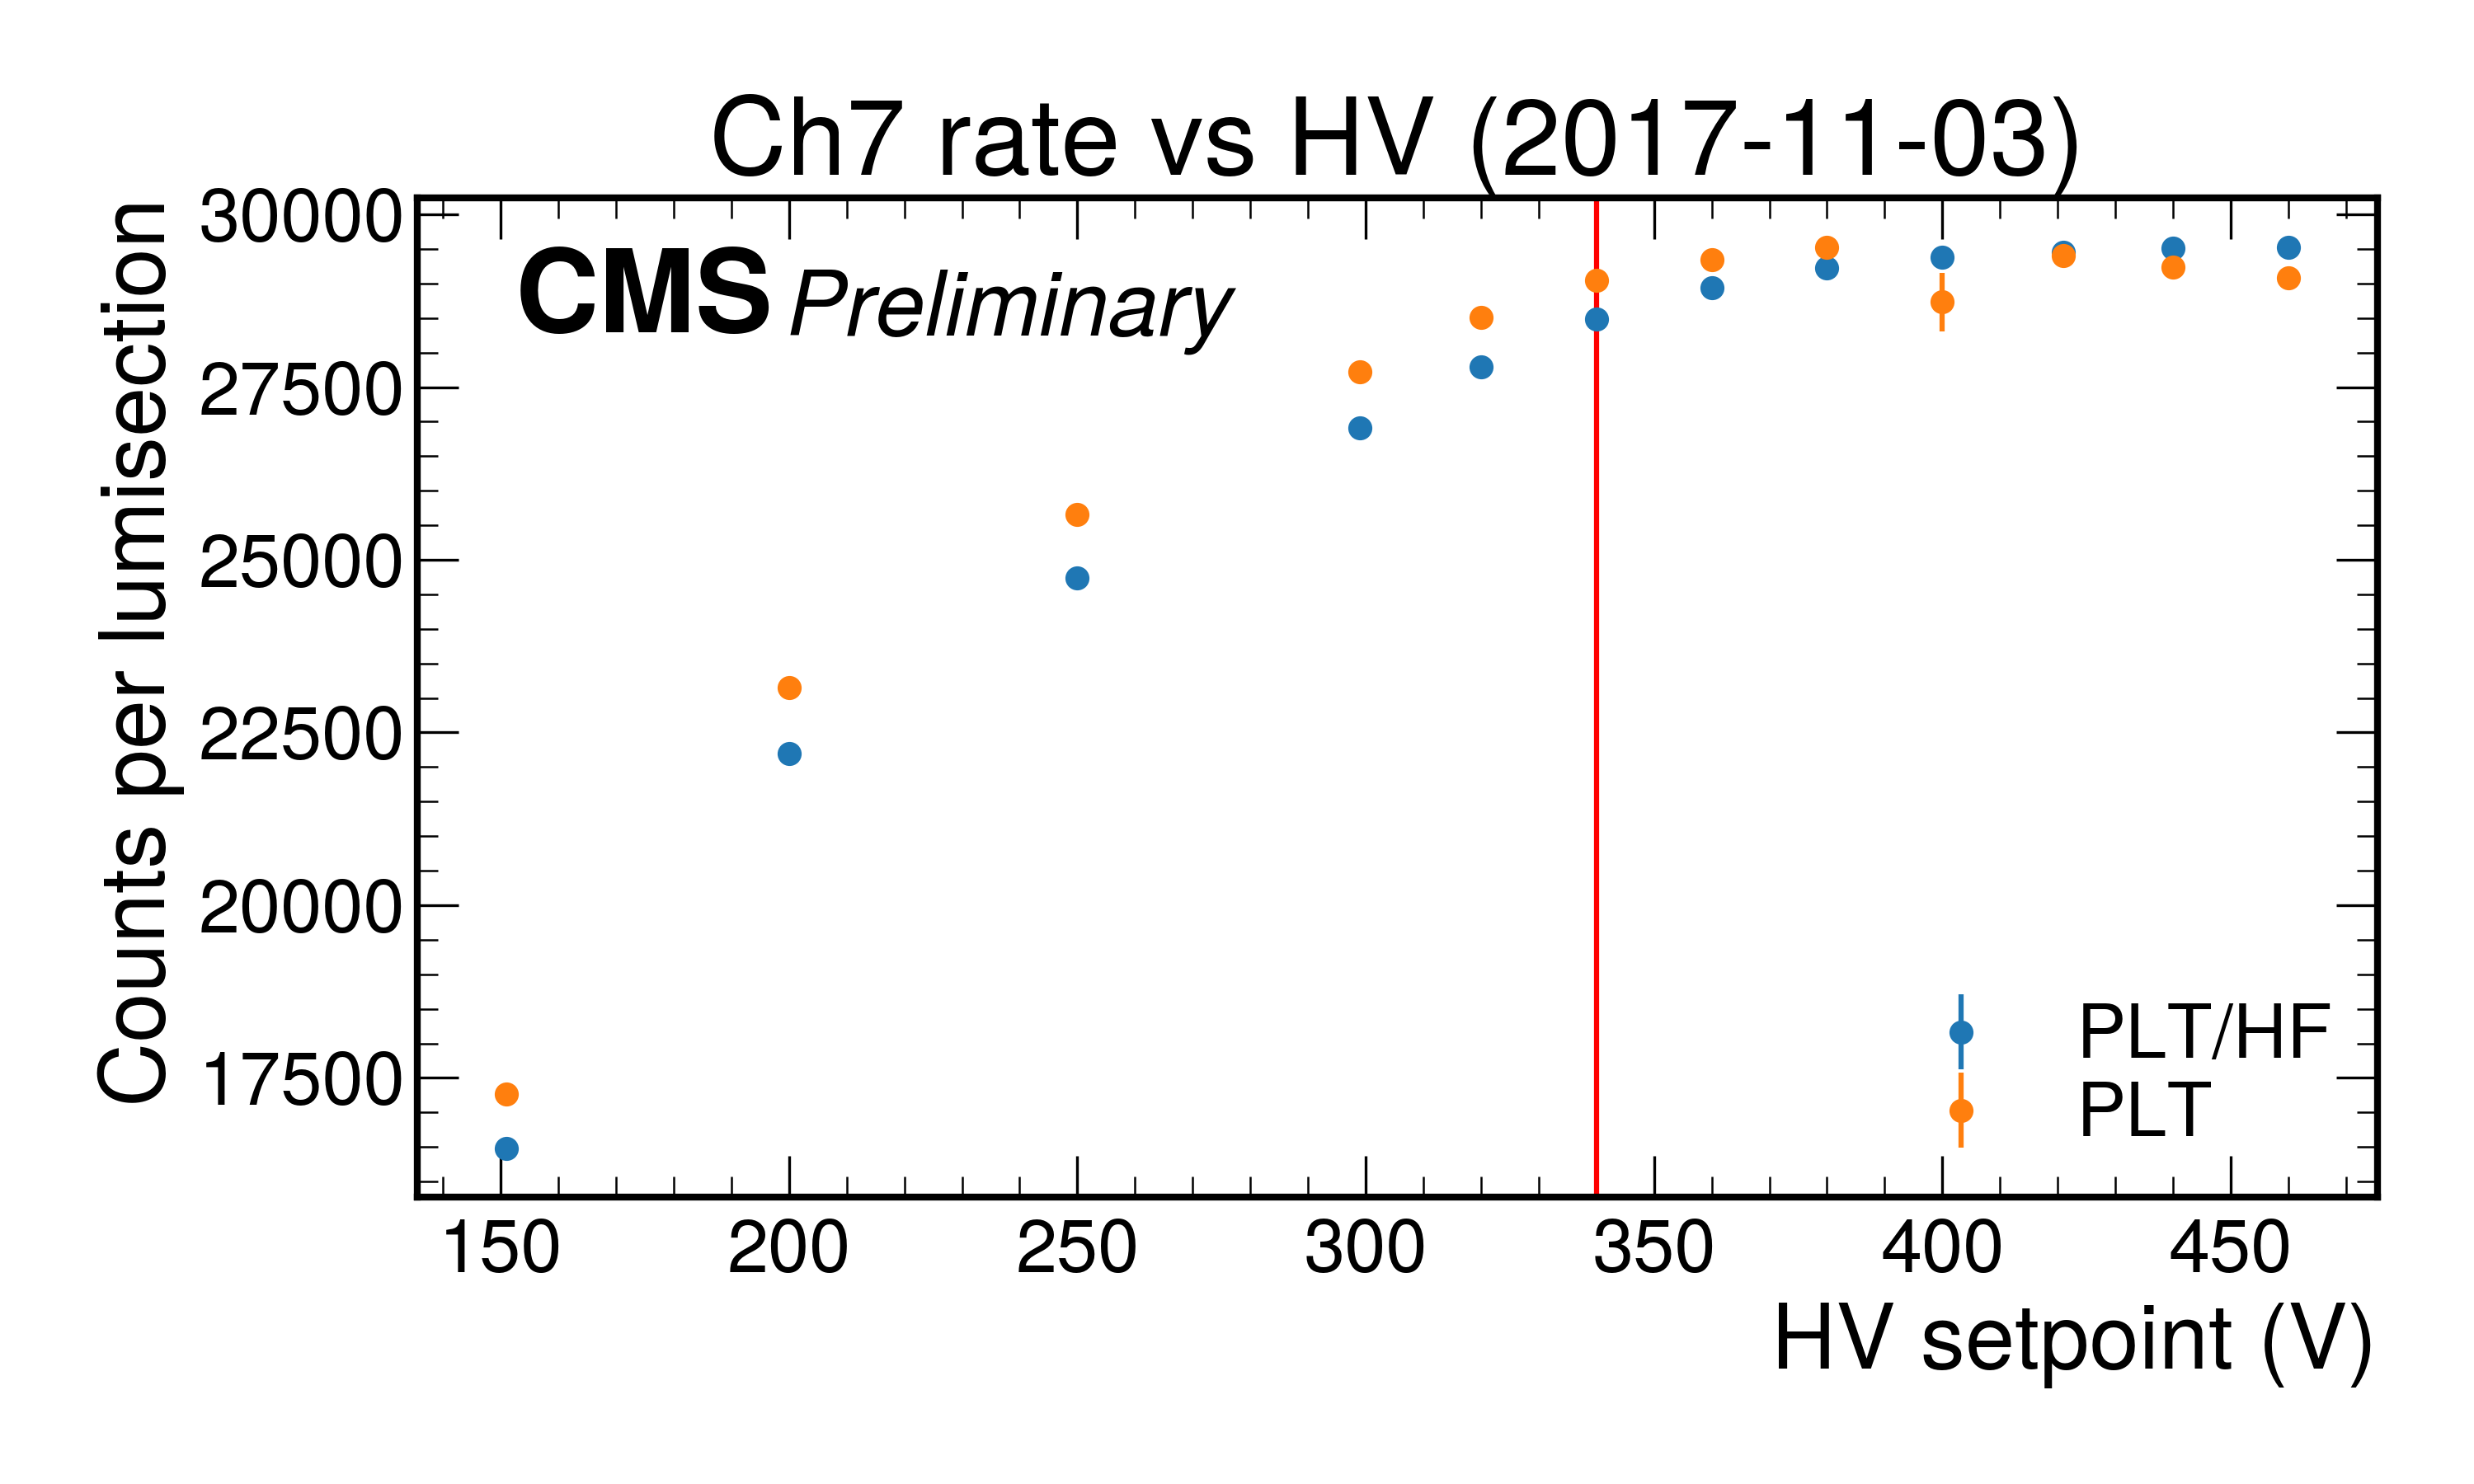 Ch7 rate vs HV (2017-11-03)
CMS Preliminary
Counts per lumisection
30000
27500
25000
22500
20000
17500
PLT/HF
PLT
150 200 250 300 350 400 450
HV setpoint (V)